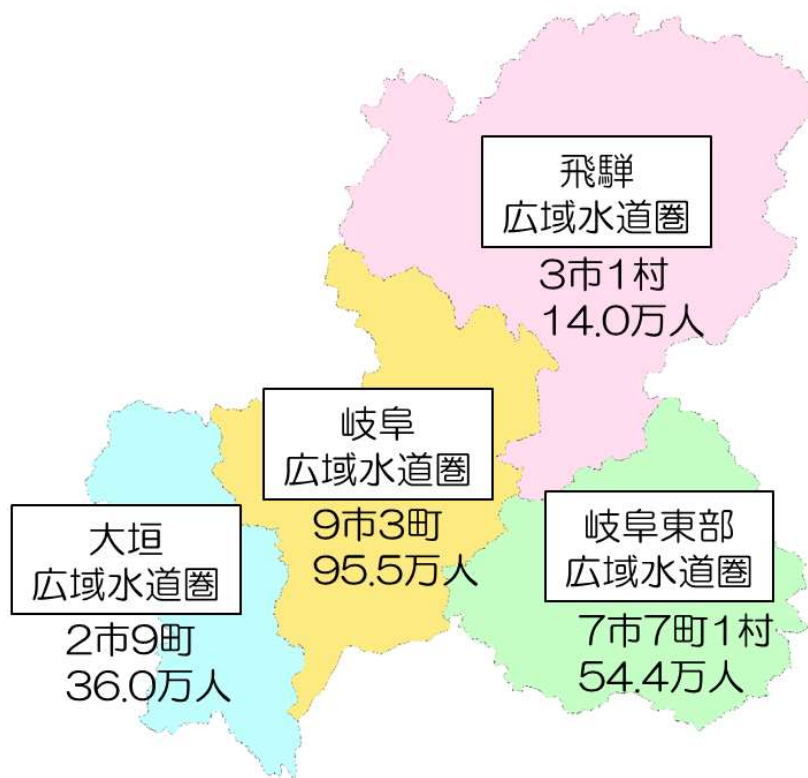 飛騨
広域水道圏
3市1村
14.0万人
岐阜
広域水道圏
9市3町
95.5万人
大垣
広域水道圏
2市9町
36.0万人
岐阜東部
広域水道圏
7市7町1村
54.4万人